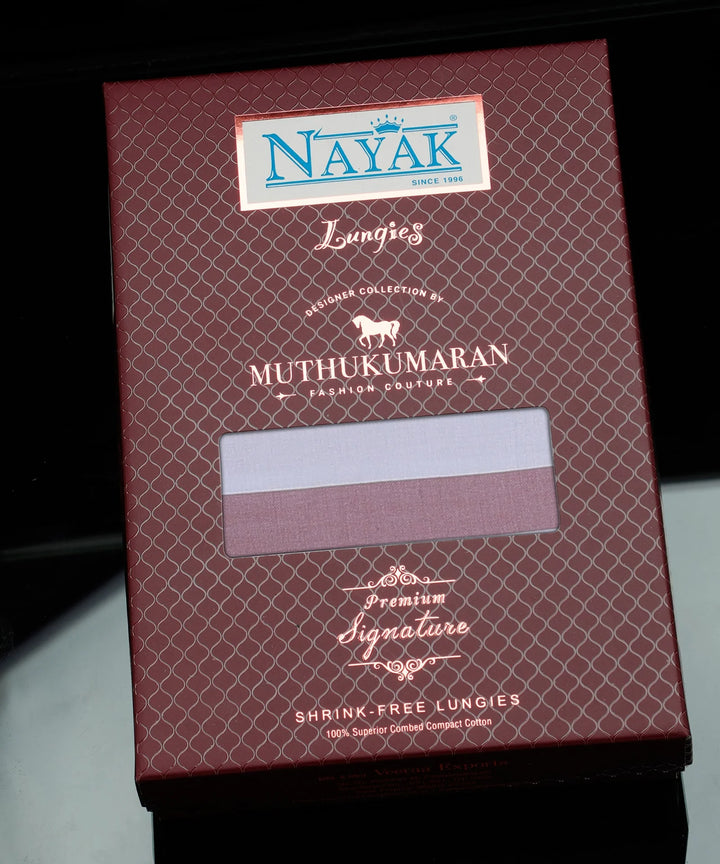 NAYAK®
SINCE 1996
Lungies
DESIGNER COLLECTION BY
MUTHUKUMARAN
FASHION COUTURE
Premium
Signature
SHRINK-FREE LUNGIES
100% Superior Combed Compact Cotton
Exports